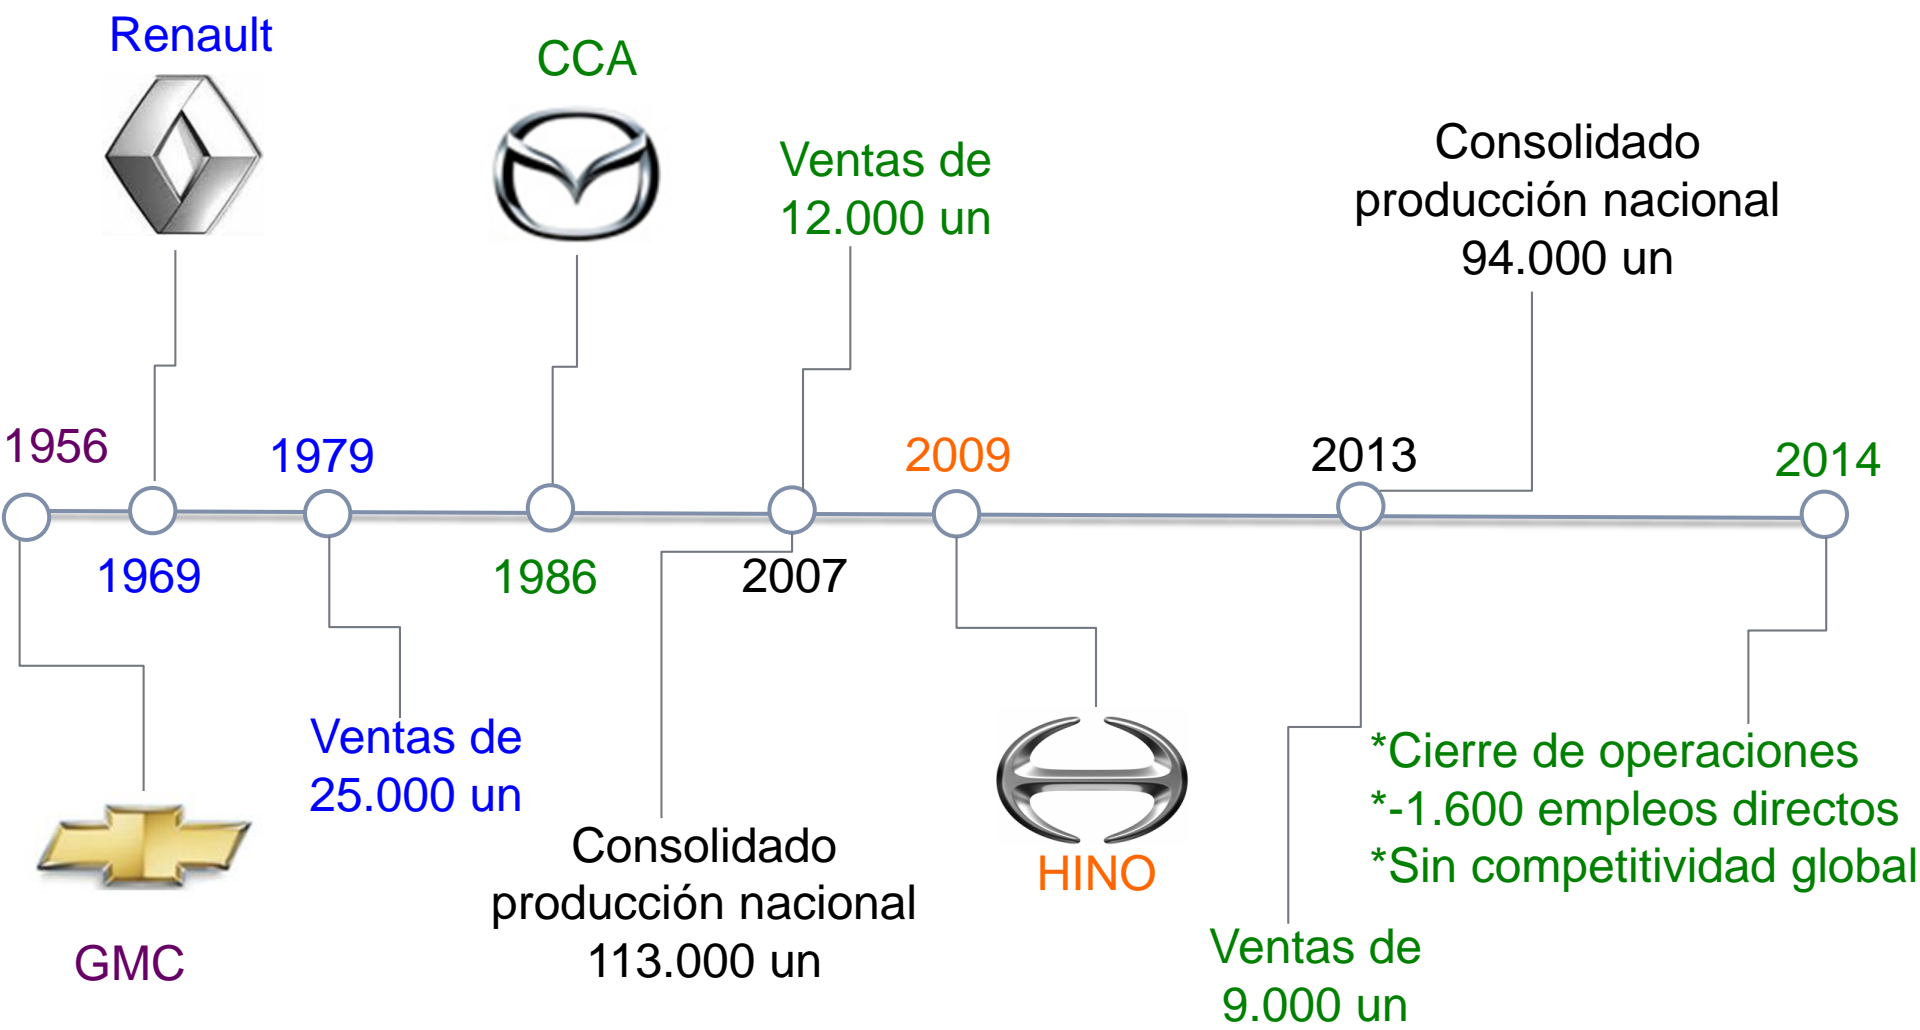 Renault
CCA
Ventas de
12.000 un
Consolidado
producción nacional
94.000 un
1956
1979
2009
2013
2014
1969
1986
2007
Ventas de
25.000 un
GMC
Consolidado
producción nacional
113.000 un
HINO
*Cierre de operaciones
*-1.600 empleos directos
*Sin competitividad global
Ventas de
9.000 un